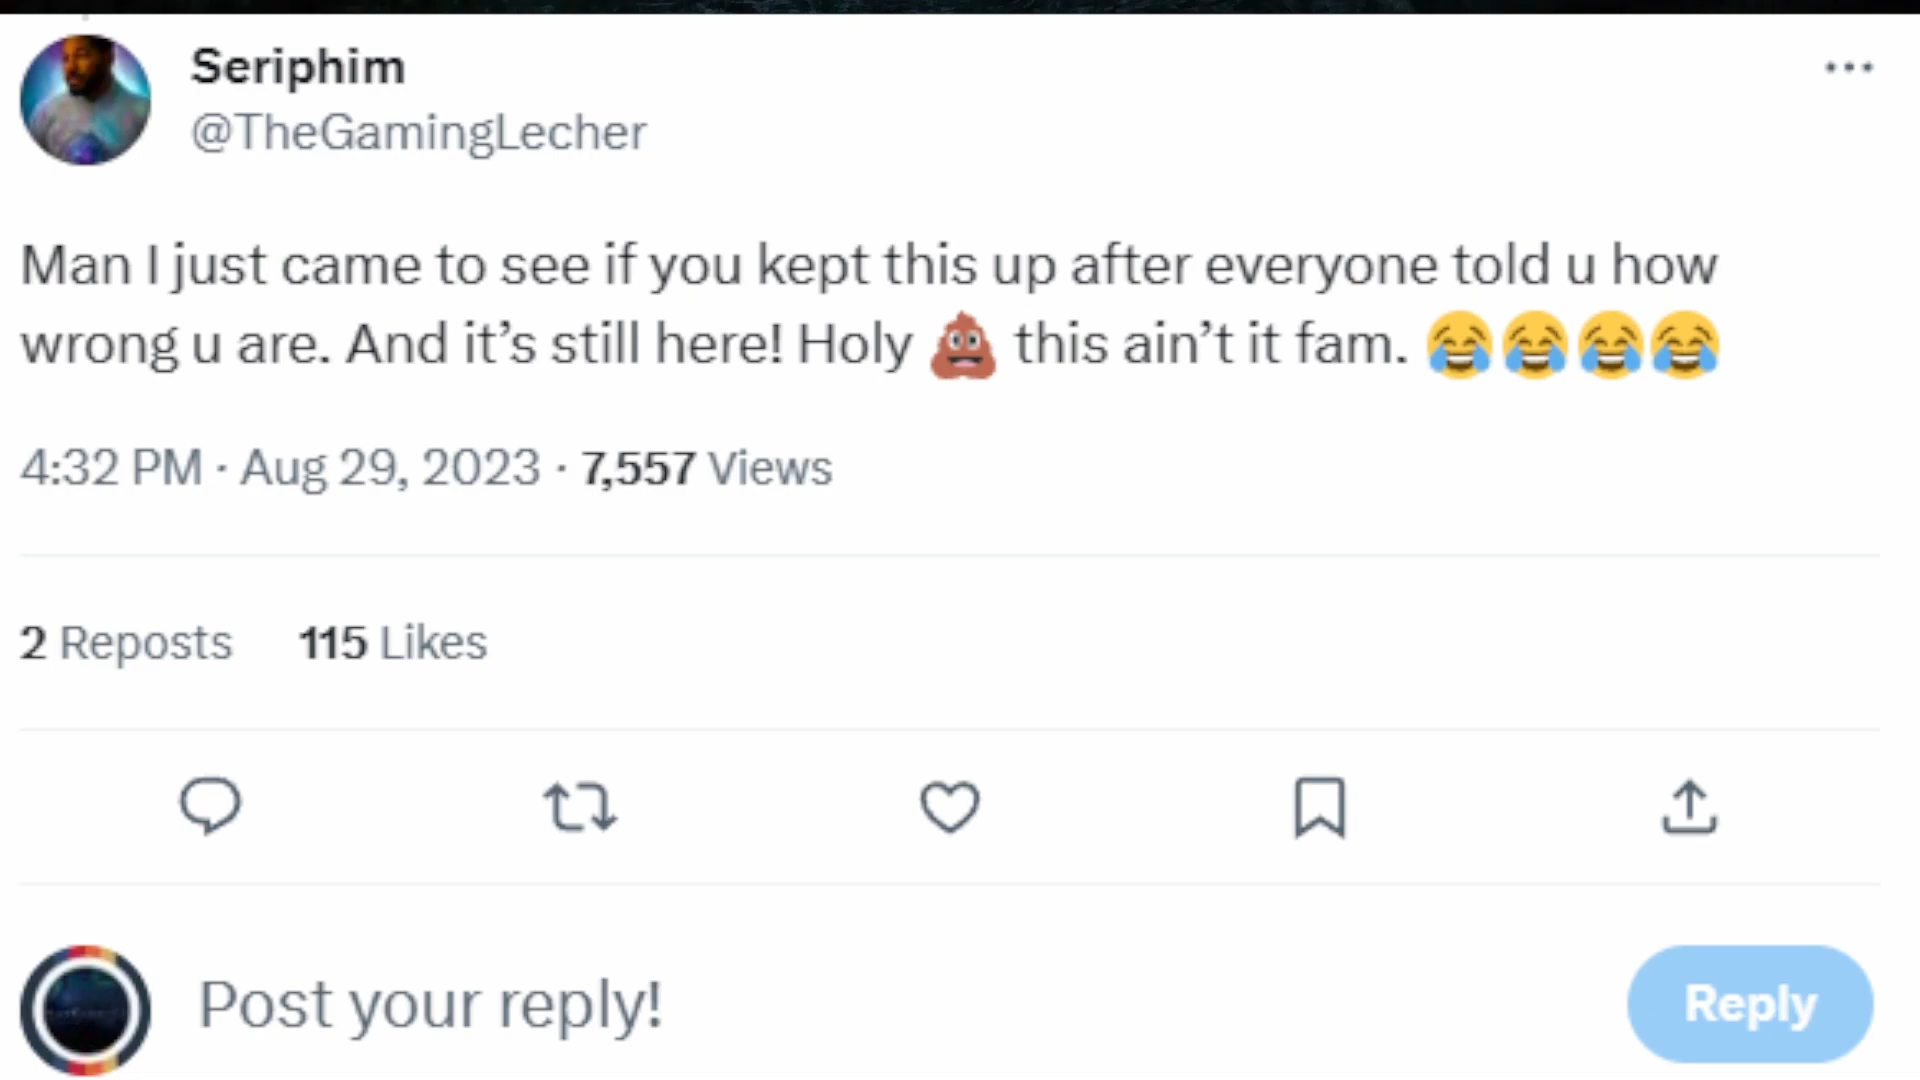 Seriphim
@TheGamingLecher
Man I just came to see if you kept this up after everyone told u how
wrong u are. And it’s still here! Holy 💩 this ain’t it fam. 😂😂😂😂
4:32 PM · Aug 29, 2023 · 7,557 Views
2 Reposts 115 Likes
Post your reply!
Reply